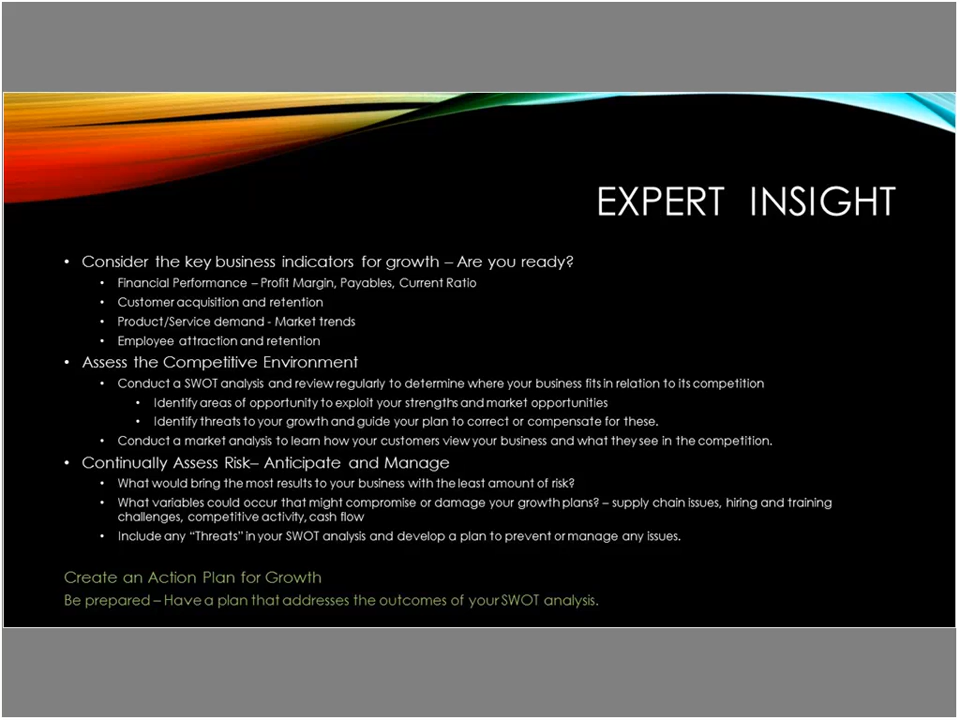 EXPERT INSIGHT
• Consider the key business indicators for growth – Are you ready?
• Financial Performance – Profit Margin, Payables, Current Ratio
• Customer acquisition and retention
• Product/Service demand - Market trends
• Employee attraction and retention
• Assess the Competitive Environment
• Conduct a SWOT analysis and review regularly to determine where your business fits in relation to its competition
• Identify areas of opportunity to exploit your strengths and market opportunities
• Identify threats to your growth and guide your plan to correct or compensate for these.
• Conduct a market analysis to learn how your customers view your business and what they see in the competition.
• Continually Assess Risk– Anticipate and Manage
• What would bring the most results to your business with the least amount of risk?
• What variables could occur that might compromise or damage your growth plans? – supply chain issues, hiring and training
challenges, competitive activity, cash flow
• Include any “Threats” in your SWOT analysis and develop a plan to prevent or manage any issues.
Create an Action Plan for Growth
Be prepared – Have a plan that addresses the outcomes of your SWOT analysis.